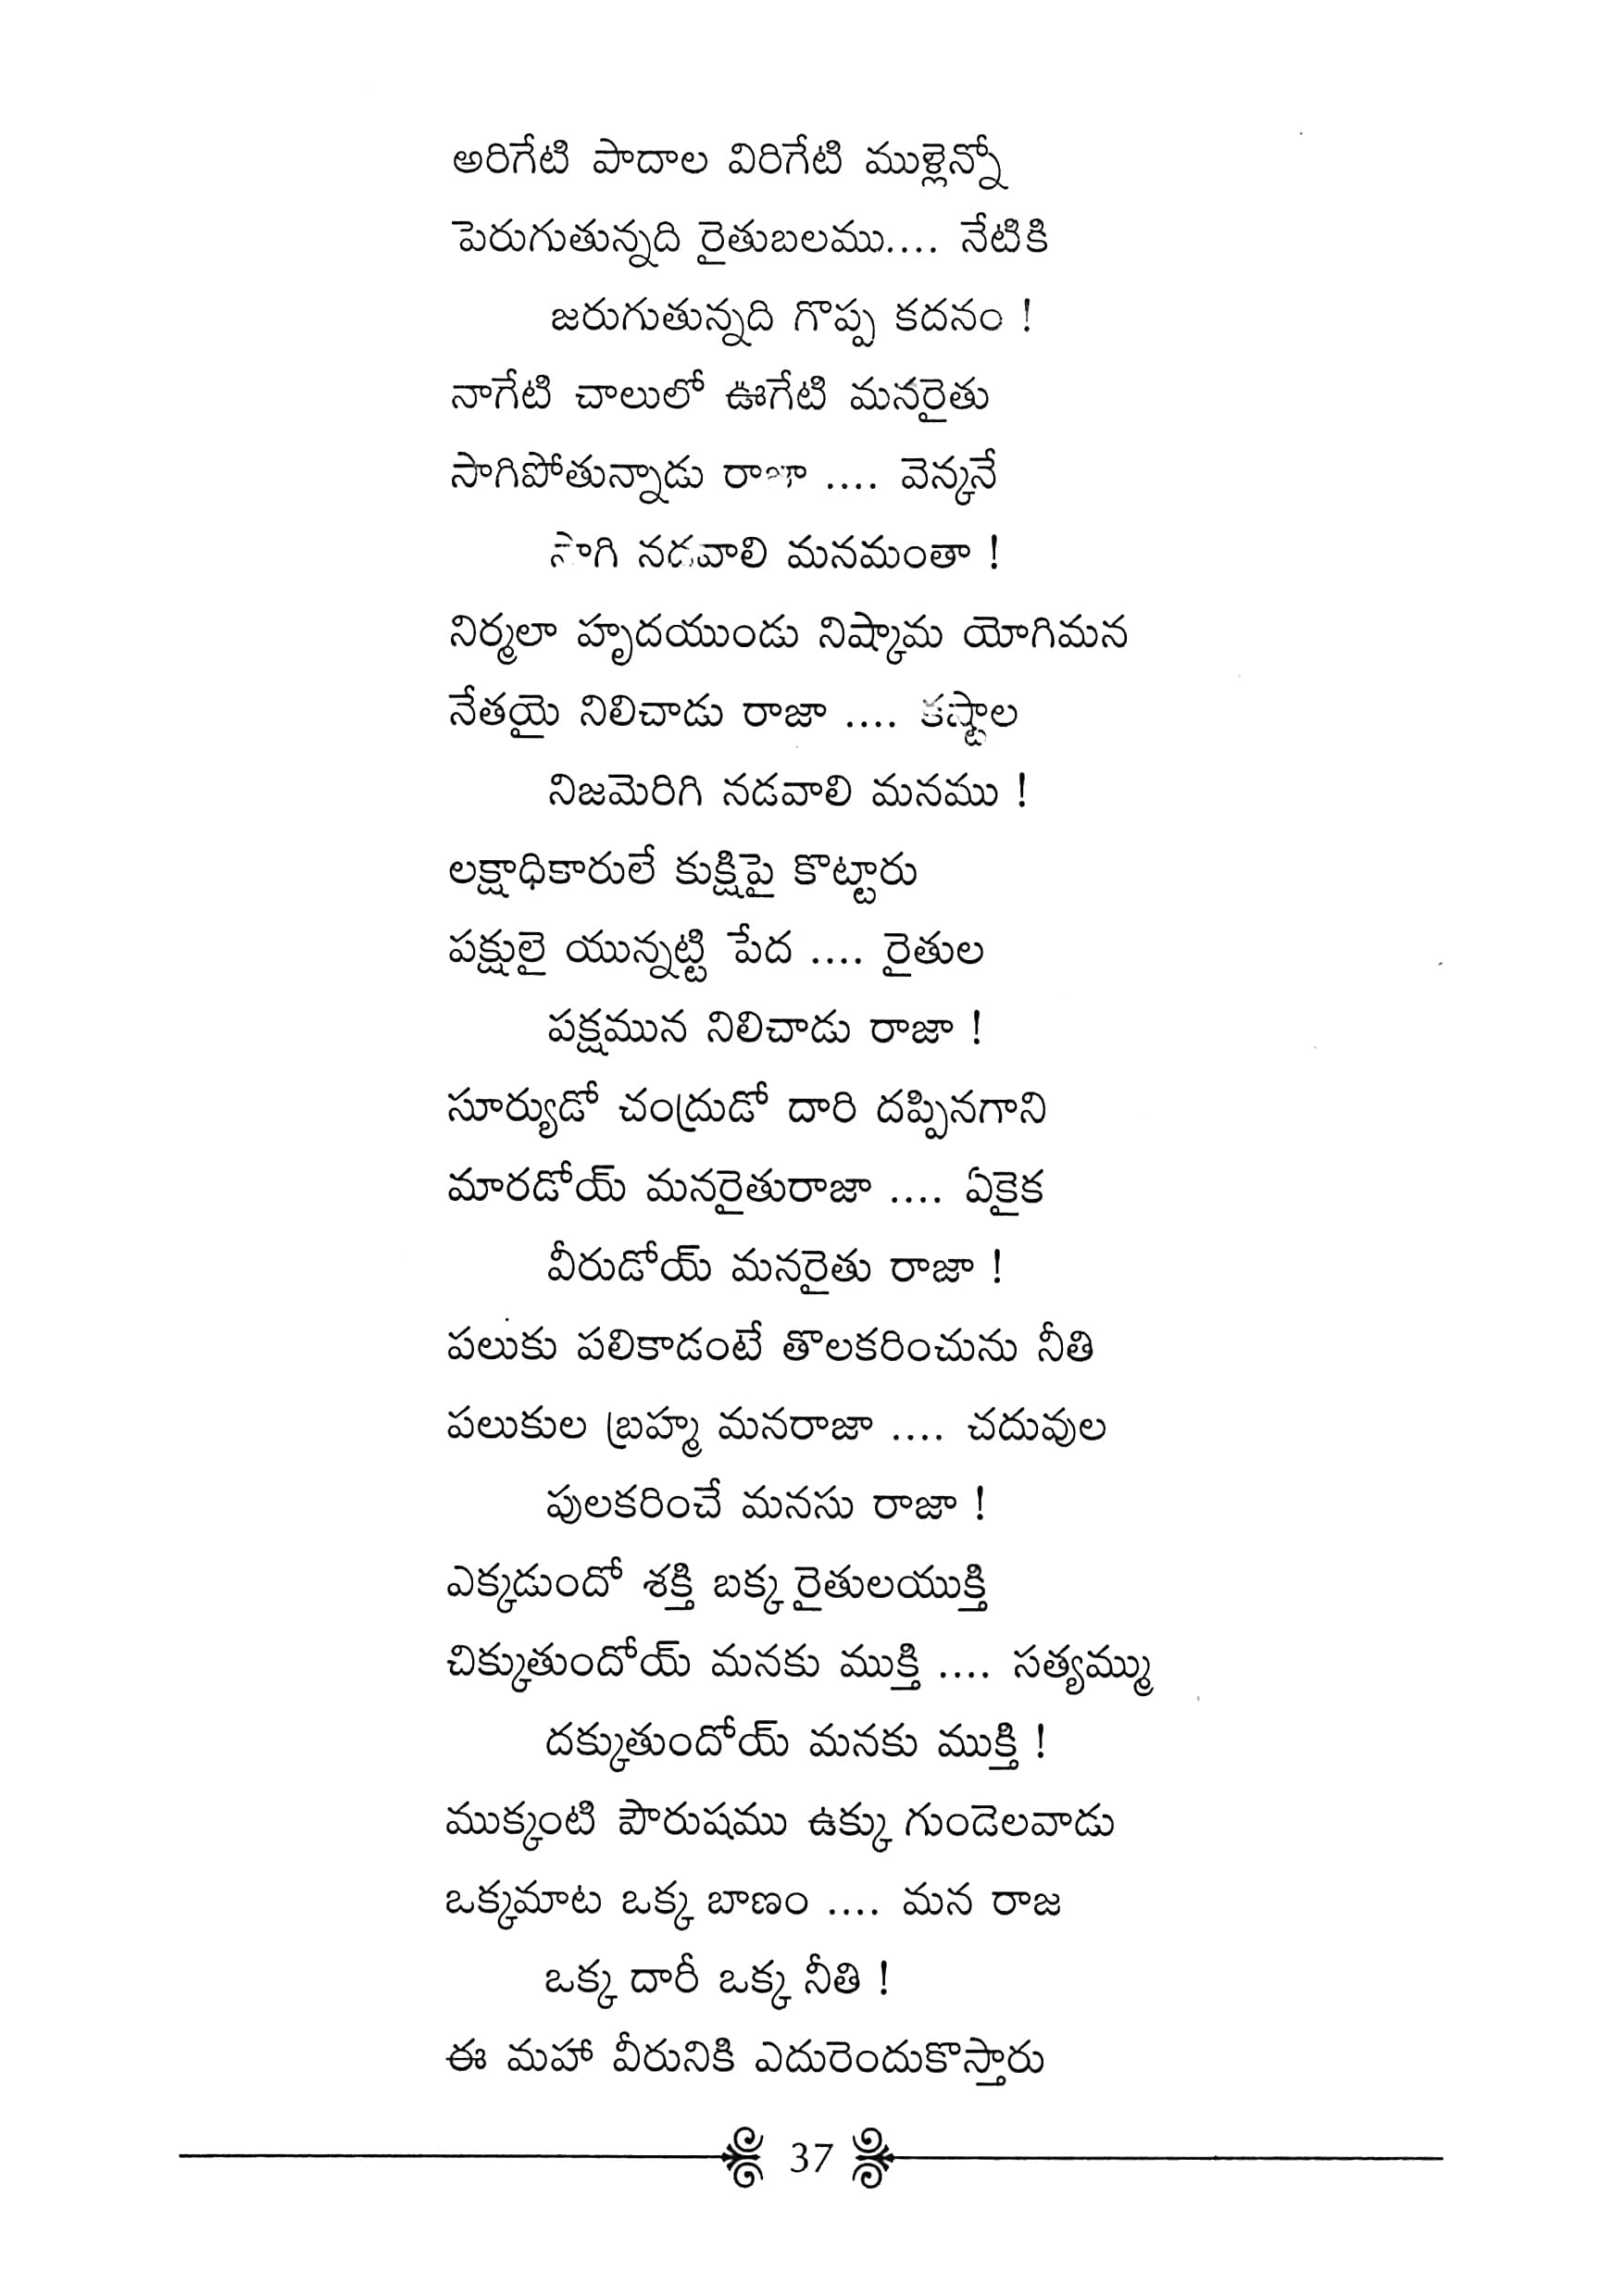 అరిగేటి పాదాల విరిగేటి ముళ్లెన్నో
పెరుగుతున్నది రైతుబలము.... నేటికి
జరుగుతున్నది గొప్ప కదనం !
నాగేటి చాలులో ఊగేటి మనరైతు
సాగిపోతున్నాడు రాజా .... వెన్కనే
సాగి నడవాలి మనమంతా !
నిర్మలా హృదయుండు నిష్కామ యోగిమన
నేతయై నిలిచాడు రాజా .... కష్టాల
నిజమెరిగి నడవాలి మనము !
లక్షాధికారులే కుక్షిపై కొట్టారు
పక్షులై యున్నట్టి పేద .... రైతుల
పక్షమున నిలిచాడు రాజా !
సూర్యుడో చంద్రుడో దారి దప్పినగాని
మారడోయ్ మనరైతురాజా .... ఏకైక
వీరుడోయ్ మనరైతు రాజా !
పలుకు పలికాడంటే తొలకరించును నీతి
పలుకుల బ్రహ్మ మనరాజా .... చదువుల
పులకరించే మనసు రాజా !
ఎక్కడుందో శక్తి బక్క రైతులయుక్తి
చిక్కుతుందోయ్ మనకు ముక్తి .... సత్యమ్ము
దక్కుతుందోయ్ మనకు ముక్తి !
ముక్కంటి పౌరుషము ఉక్కు గుండెలవాడు
ఒక్కమాట ఒక్క బాణం .... మన రాజ
ఒక్క దారీ ఒక్క నీతి !
ఈ మహా వీరునికి ఎదురెందుకొస్తారు
37